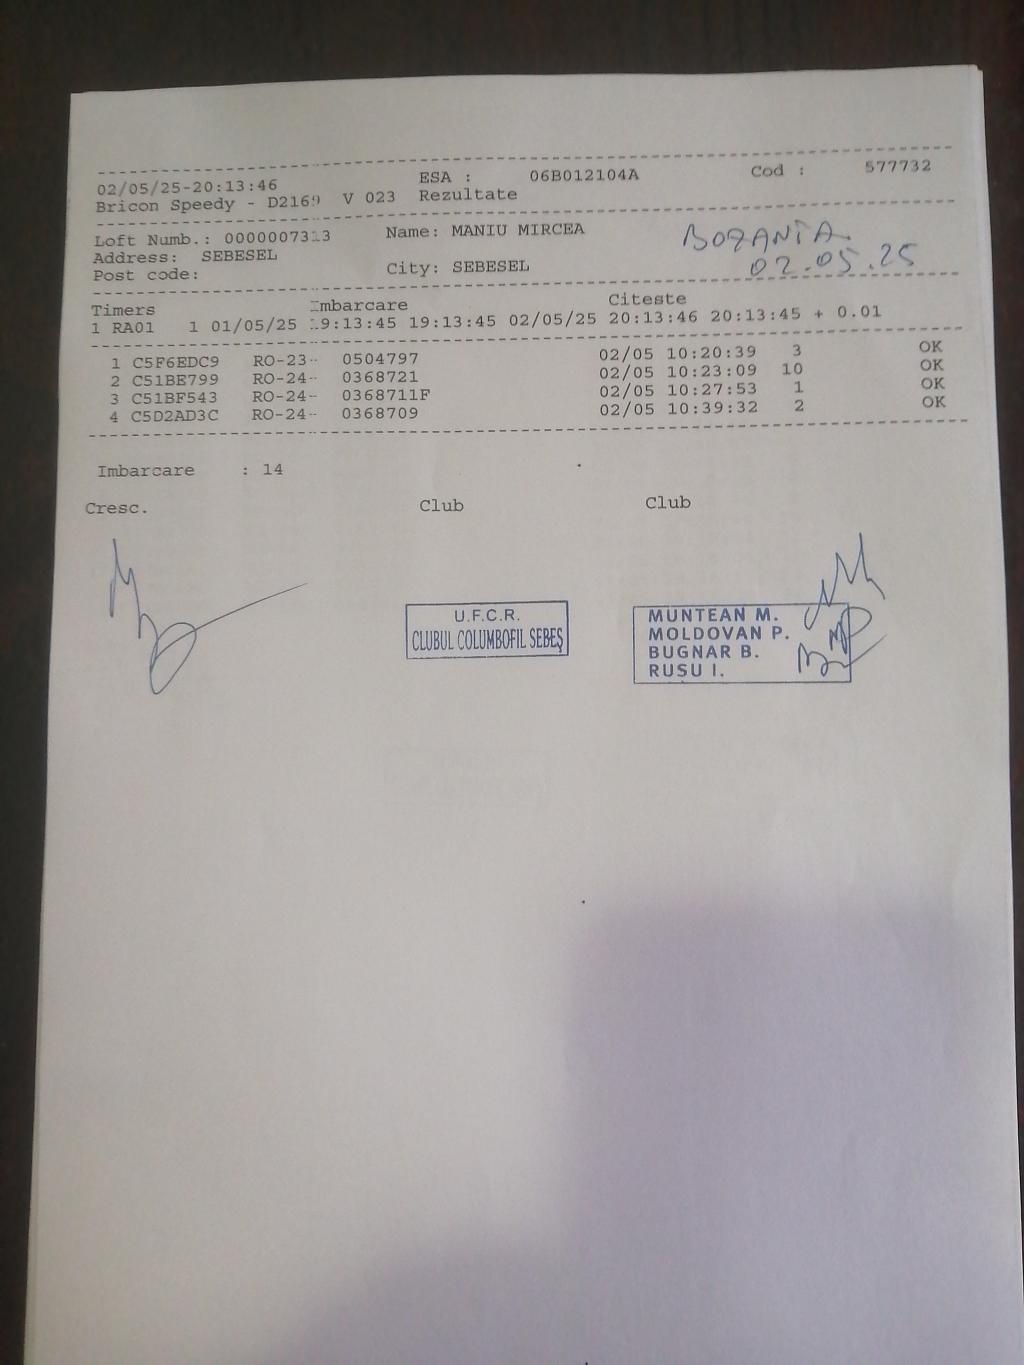 02/05/25-20:13:46 ESA : 06B012104A Cod : 577732
Bricon Speedy - D2169 V 023 Rezultate
Loft Numb.: 0000007313 Name: MANIU MIRCEA
Address: SEBESEL
Post code: City: SEBESEL
BOZANTA
02.05.25
Timers Imbarcare Citeste
1 RA01 1 01/05/25 19:13:45 19:13:45 02/05/25 20:13:46 20:13:45 + 0.01
1 C5F6EDC9 RO-23- 0504797 02/05 10:20:39 3 OK
2 C51BE799 RO-24- 0368721 02/05 10:23:09 10 OK
3 C51BF543 RO-24- 0368711F 02/05 10:27:53 1 OK
4 C5D2AD3C RO-24- 0368709 02/05 10:39:32 2 OK
Imbarcare : 14
Cresc. Club Club
U.F.C.R.
CLUBUL COLUMBOFIL SEBEȘ
MUNTEAN M.
MOLDOVAN P.
BUGNAR B.
RUSU I.